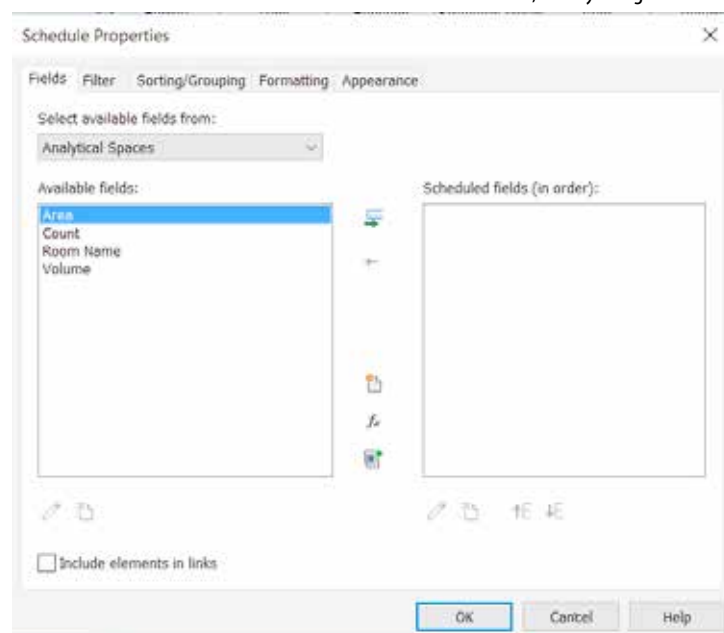 Schedule Properties
Fields Filter Sorting/Grouping Formatting Appearance
Select available fields from:
Analytical Spaces
Available fields:
Scheduled fields (in order):
Area
Count
Room Name
Volume
fx
Include elements in links
OK Cancel Help